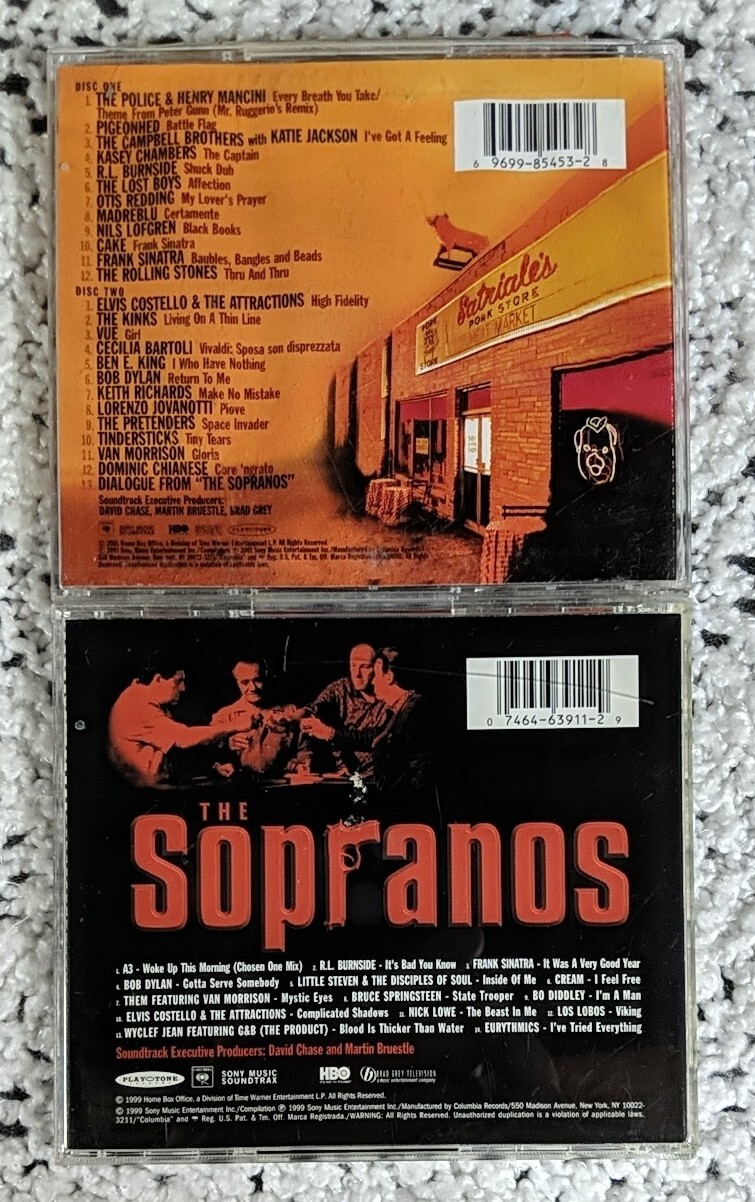 DISC ONE
1. THE POLICE & HENRY MANCINI Every Breath You Take/
Theme From Peter Gunn (Mr. Ruggerio's Remix)
2. PIGEONHED Battle Flag
3. THE CAMPBELL BROTHERS with KATIE JACKSON I've Got A Feeling
4. KASEY CHAMBERS The Captain
5. R.L. BURNSIDE Shuck Dub
6. THE LOST BOYS Affection
7. OTIS REDDING My Lover's Prayer
8. MADREBLU Certamente
9. NILS LOFGREN Black Books
10. CAKE Frank Sinatra
11. FRANK SINATRA Baubles, Bangles and Beads
12. THE ROLLING STONES Thru And Thru
DISC TWO
1. ELVIS COSTELLO & THE ATTRACTIONS High Fidelity
2. THE KINKS Living On A Thin Line
3. VUE Girl
4. CECILIA BARTOLI Vivaldi: Sposa son disprezzata
5. BEN E. KING I Who Have Nothing
6. BOB DYLAN Return To Me
7. KEITH RICHARDS Make No Mistake
8. LORENZO JOVANOTTI Piove
9. THE PRETENDERS Space Invader
10. TINDERSTICKS Tiny Tears
11. VAN MORRISON Gloria
12. DOMINIC CHIANESE Core 'ngrato
13. DIALOGUE FROM "THE SOPRANOS"
Soundtrack Executive Producers:
DAVID CHASE, MARTIN BRUESTLE, BRAD GREY
SONY MUSIC
SOUNDTRAX
HBO
PLAY-TONE
6 9699-85453-2 8
Satriale's
PORK STORE
MEAT MARKET
PORK
STORE
0 7464-63911-2 9
THE
Sopranos
1. A3 - Woke Up This Morning (Chosen One Mix) 2. R.L. BURNSIDE - It's Bad You Know 3. FRANK SINATRA - It Was A Very Good Year
4. BOB DYLAN - Gotta Serve Somebody 5. LITTLE STEVEN & THE DISCIPLES OF SOUL - Inside Of Me 6. CREAM - I Feel Free
7. THEM FEATURING VAN MORRISON - Mystic Eyes 8. BRUCE SPRINGSTEEN - State Trooper 9. BO DIDDLEY - I'm A Man
10. ELVIS COSTELLO & THE ATTRACTIONS - Complicated Shadows 11. NICK LOWE - The Beast In Me 12. LOS LOBOS - Viking
13. WYCLEF JEAN FEATURING G&B (THE PRODUCT) - Blood Is Thicker Than Water 14. EURYTHMICS - I've Tried Everything
Soundtrack Executive Producers: David Chase and Martin Bruestle
PLAY-TONE
SONY MUSIC
SOUNDTRAX
HBO
BRAD GREY TELEVISION
© 1999 Home Box Office, a Division of Time Warner Entertainment L.P. All Rights Reserved.
© 1999 Sony Music Entertainment Inc./Compilation ℗ 1999 Sony Music Entertainment Inc./Manufactured by Columbia Records/550 Madison Avenue, New York, NY 10022-
3211/"Columbia" and Reg. U.S. Pat. & Tm. Off. Marca Registrada./WARNING: All Rights Reserved. Unauthorized duplication is a violation of applicable laws.